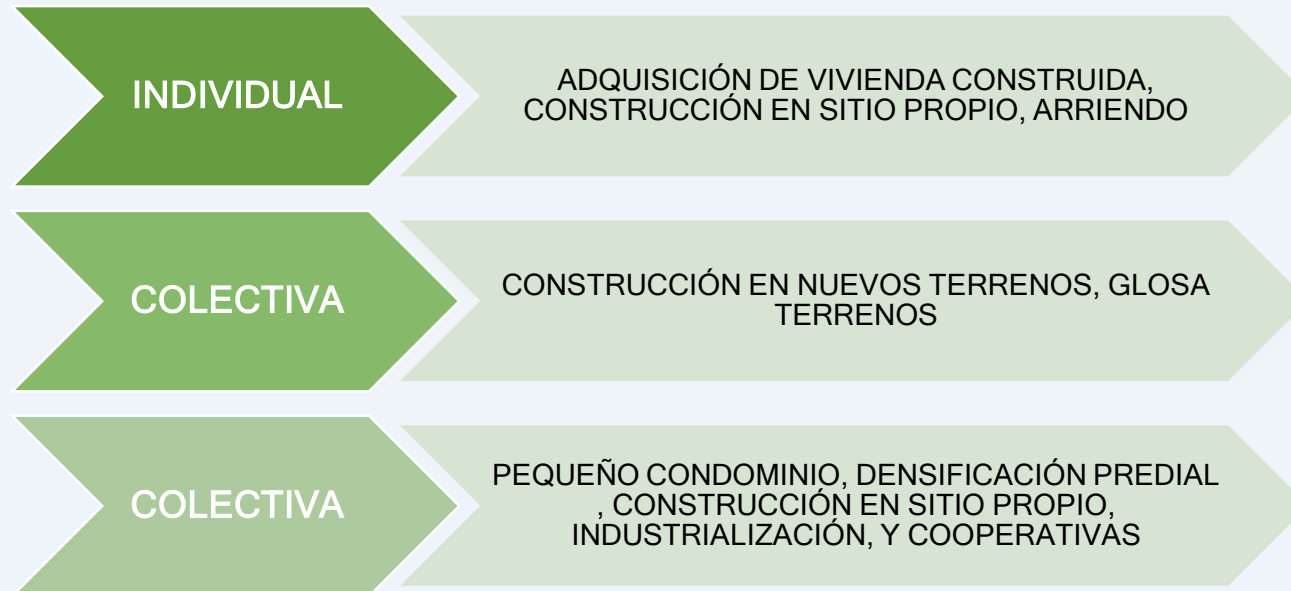 INDIVIDUAL
ADQUISICIÓN DE VIVIENDA CONSTRUIDA,
CONSTRUCCIÓN EN SITIO PROPIO, ARRIENDO
COLECTIVA
CONSTRUCCIÓN EN NUEVOS TERRENOS, GLOSA
TERRENOS
COLECTIVA
PEQUEÑO CONDOMINIO, DENSIFICACIÓN PREDIAL
, CONSTRUCCIÓN EN SITIO PROPIO,
INDUSTRIALIZACIÓN, Y COOPERATIVAS